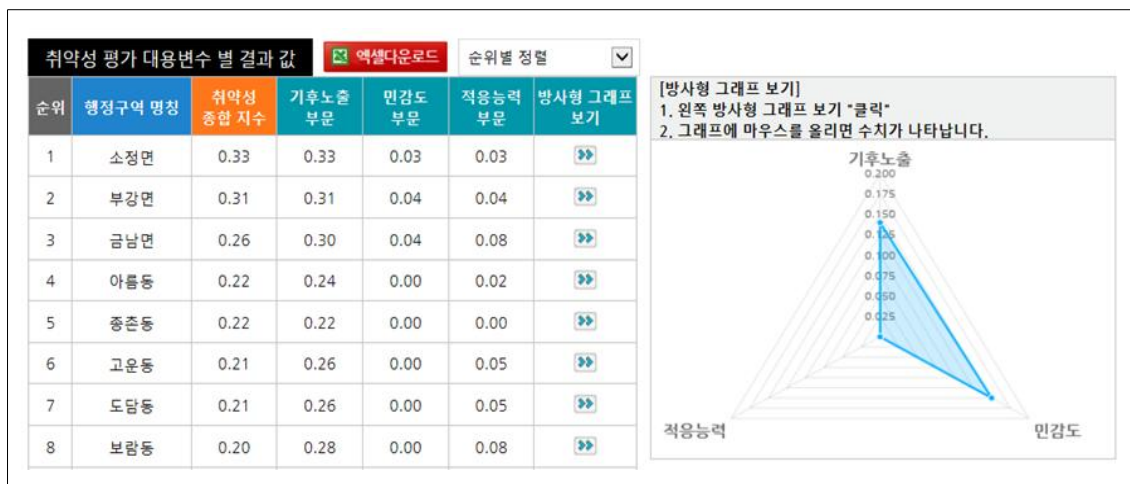 취약성 평가 대용변수 별 결과 값 엑셀다운로드 순위별 정렬
순위 행정구역 명칭 취약성 종합 지수 기후노출 부문 민감도 부문 적응능력 부문 방사형 그래프 보기
1 소정면 0.33 0.33 0.03 0.03
2 부강면 0.31 0.31 0.04 0.04
3 금남면 0.26 0.30 0.04 0.08
4 아름동 0.22 0.24 0.00 0.02
5 종촌동 0.22 0.22 0.00 0.00
6 고운동 0.21 0.26 0.00 0.05
7 도담동 0.21 0.26 0.00 0.05
8 보람동 0.20 0.28 0.00 0.08
[방사형 그래프 보기]
1. 왼쪽 방사형 그래프 보기 "클릭"
2. 그래프에 마우스를 올리면 수치가 나타납니다.
기후노출
0.200
0.175
0.150
0.125
0.100
0.075
0.050
0.025
적응능력
민감도